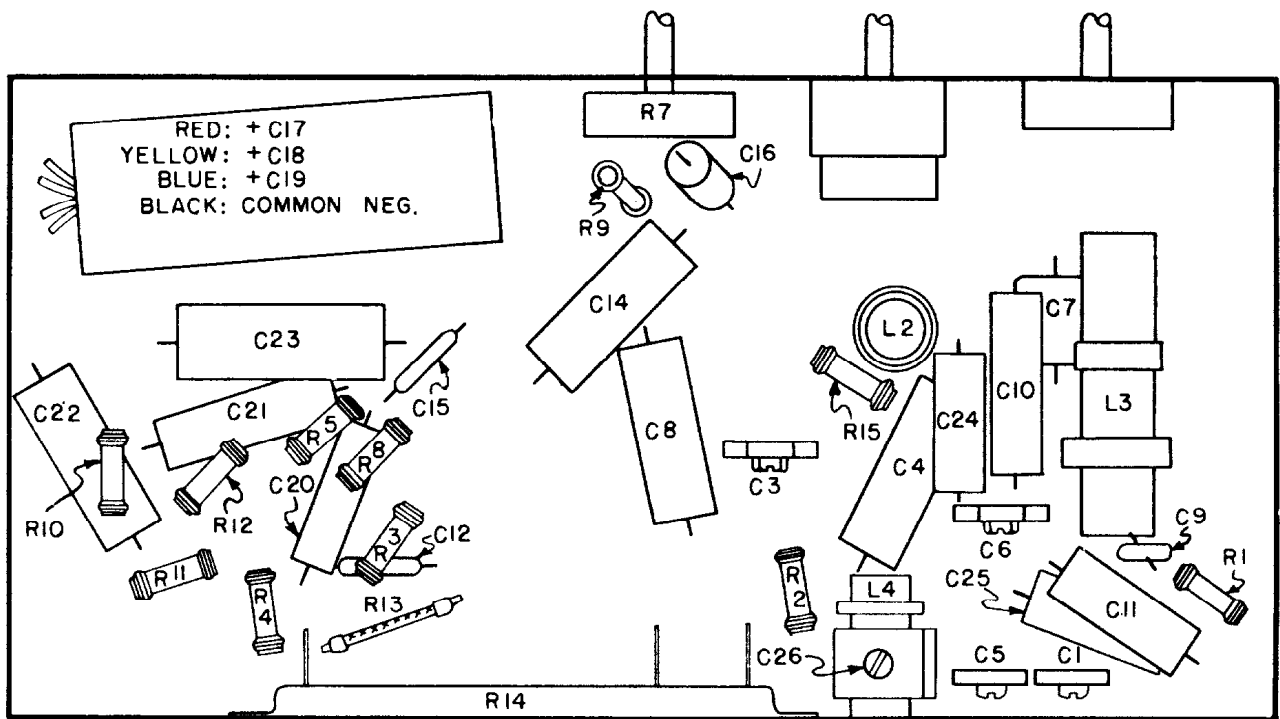 R7
RED: + C17
YELLOW: + C18
BLUE: + C19
BLACK: COMMON NEG.
C16
R9
C14
C7
L2
C23
C10
L3
C15
C22
C21
R5
R15
C24
C8
R8
C4
C20
C3
R10
R12
C9
C6
R3
C12
R1
R11
C25
R2
L4
C11
R4
R13
C26
C5
C1
R14